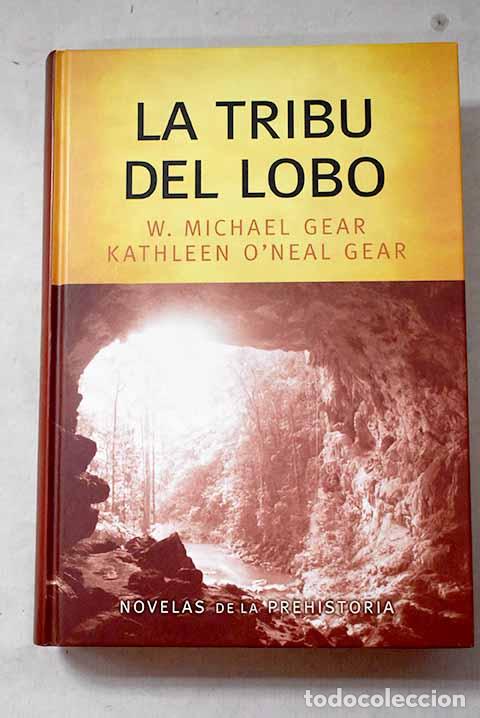 LA TRIBU
DEL LOBO
W. MICHAEL GEAR
KATHLEEN O'NEAL GEAR
NOVELAS DE LA PREHISTORIA
todocoleccion